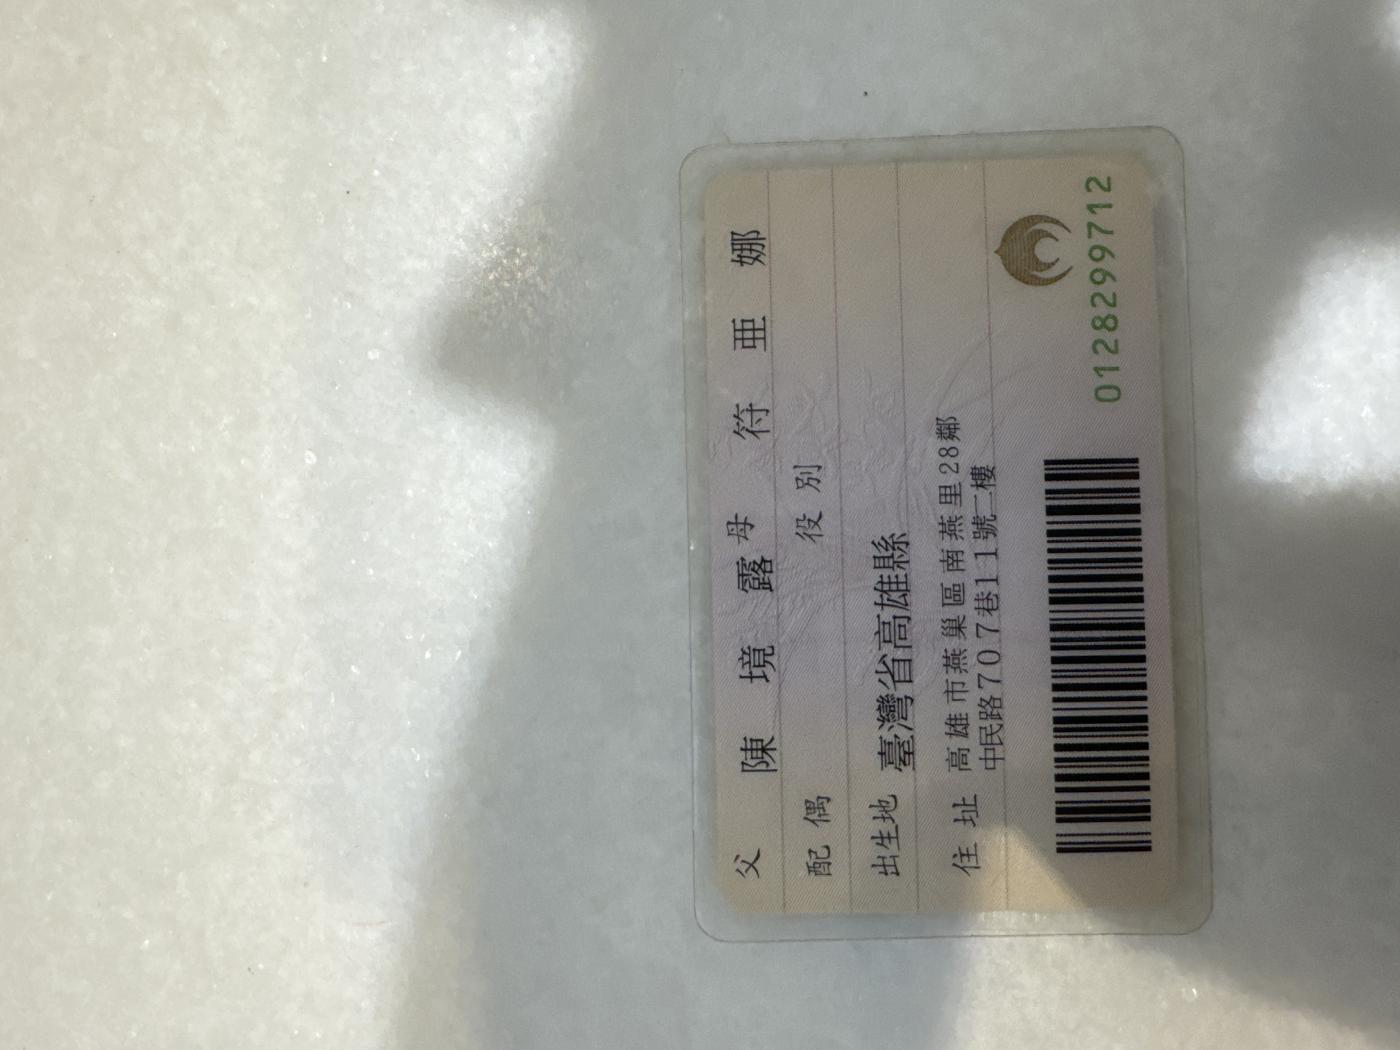 父 陳境露 母 符亜娜
配偶 役別
出生地 臺灣省高雄縣
住址 高雄市燕巢區南燕里28鄰
中民路707巷11號二樓
0128299712